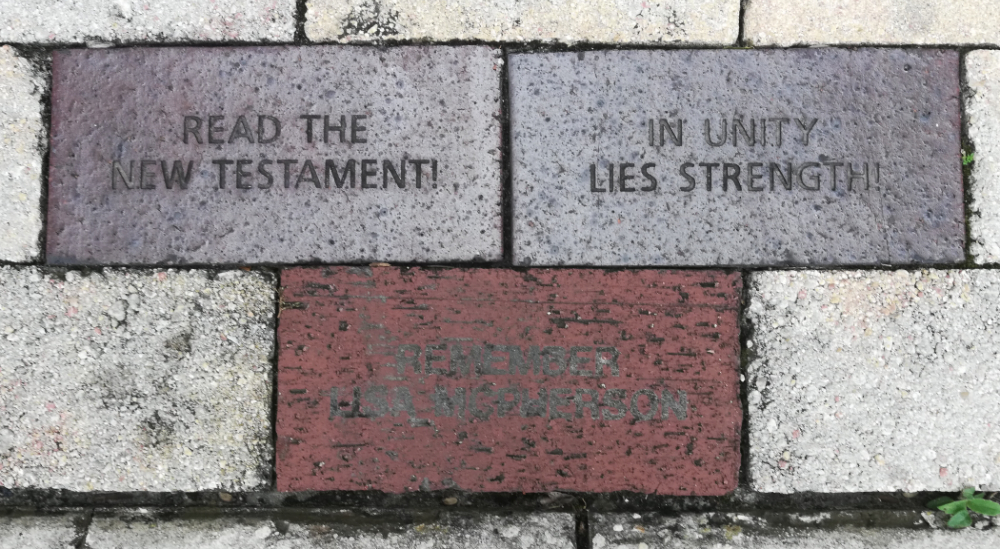 READ THE
NEW TESTAMENT!
IN UNITY
LIES STRENGTH!
REMEMBER
LISA MCPHERSON